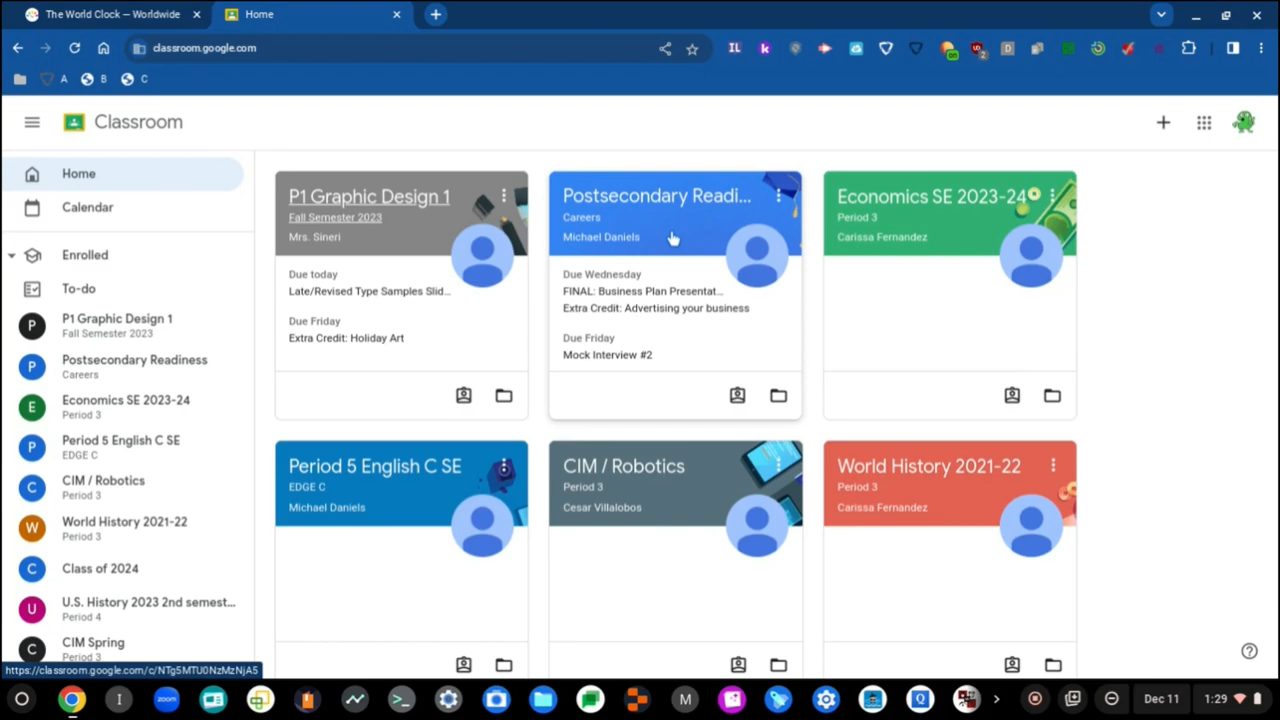 The World Clock — Worldwide
Home
classroom.google.com
A
B
C
Classroom
Home
Calendar
Enrolled
To-do
P
P1 Graphic Design 1
Fall Semester 2023
P
Postsecondary Readiness
Careers
E
Economics SE 2023-24
Period 3
P
Period 5 English C SE
EDGE C
C
CIM / Robotics
Period 3
W
World History 2021-22
Period 3
C
Class of 2024
U
U.S. History 2023 2nd semest...
Period 4
C
CIM Spring
Period 3
https://classroom.google.com/c/NTg5MTU0NzMzNjA5
P1 Graphic Design 1
Fall Semester 2023
Mrs. Sineri
Due today
Late/Revised Type Samples Slid...
Due Friday
Extra Credit: Holiday Art
Postsecondary Readi...
Careers
Michael Daniels
Due Wednesday
FINAL: Business Plan Presentat...
Extra Credit: Advertising your business
Due Friday
Mock Interview #2
Economics SE 2023-24
Period 3
Carissa Fernandez
Period 5 English C SE
EDGE C
Michael Daniels
CIM / Robotics
Period 3
Cesar Villalobos
World History 2021-22
Period 3
Carissa Fernandez
I
zoom
M
Q
Dec 11
1:29